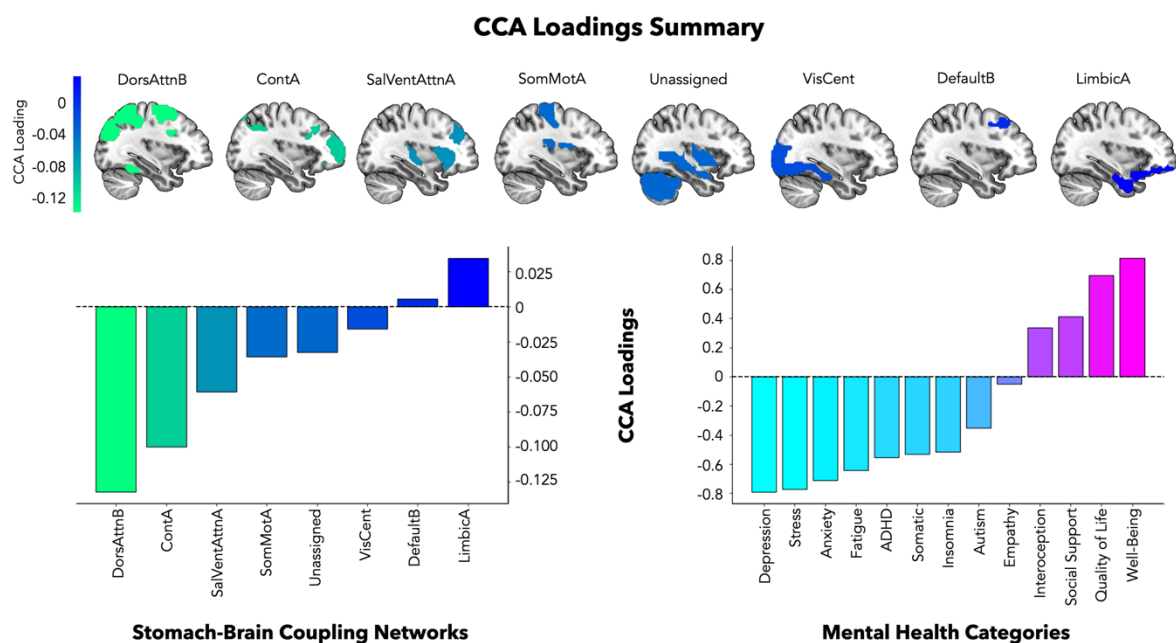 CCA Loadings Summary
DorsAttnB ContA SalVentAttnA SomMotA Unassigned VisCent DefaultB LimbicA
CCA Loading
0
-0.04
-0.08
-0.12
0.025
0
-0.025
-0.050
-0.075
-0.100
-0.125
DorsAttnB
ContA
SalVentAttnA
SomMotA
Unassigned
VisCent
DefaultB
LimbicA
Stomach-Brain Coupling Networks
CCA Loadings
0.8
0.6
0.4
0.2
0
-0.2
-0.4
-0.6
-0.8
Depression
Stress
Anxiety
Fatigue
ADHD
Somatic
Insomnia
Autism
Empathy
Interoception
Social Support
Quality of Life
Well-Being
Mental Health Categories